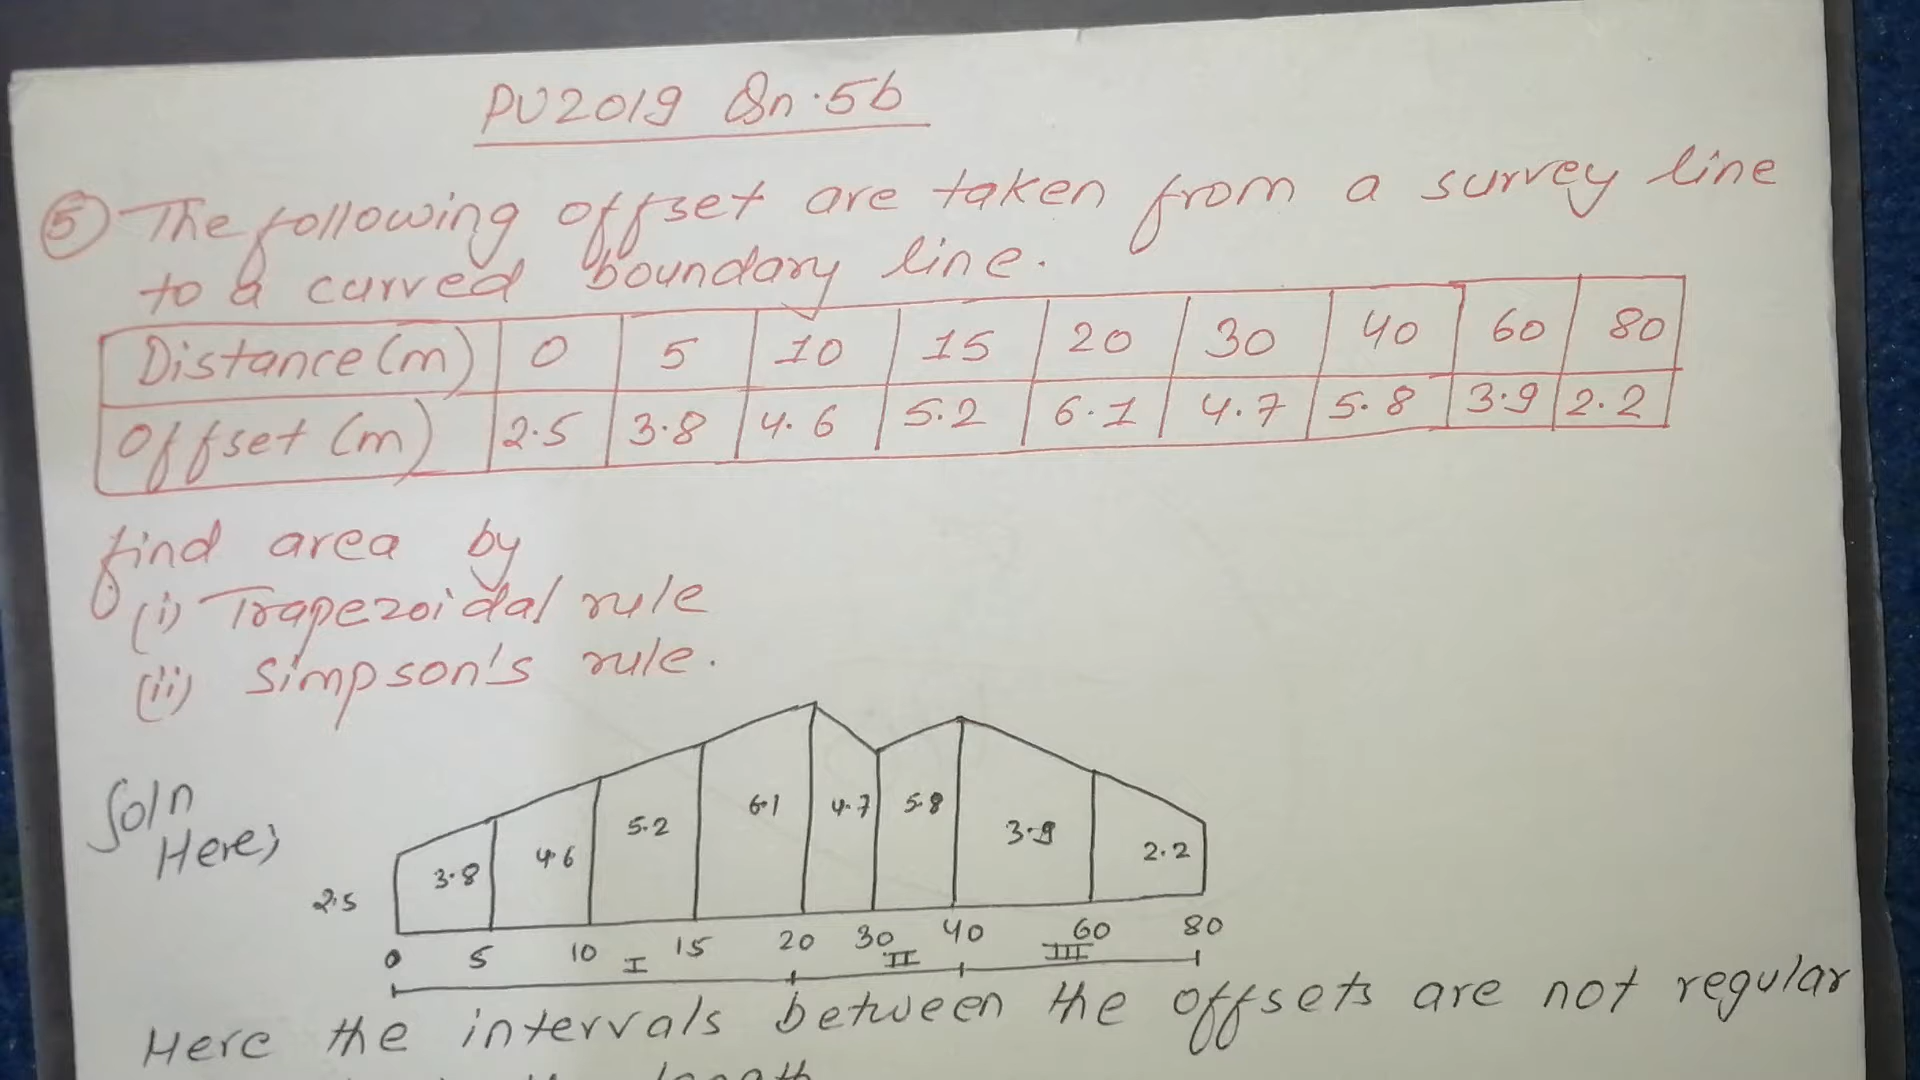 PU2019 Qn.5b
⑤ The following offset are taken from a survey line
to a curved boundary line.
Distance (m) 0 5 10 15 20 30 40 60 80
Offset (m) 2.5 3.8 4.6 5.2 6.1 4.7 5.8 3.9 2.2
find area by
(i) Trapezoidal rule
(ii) Simpson's rule.
Soln
Here;
2.5 3.8 4.6 5.2 6.1 4.7 5.8 3.9 2.2
0 5 10 15 20 30 40 60 80
I II III
Here the intervals between the offsets are not regular
length